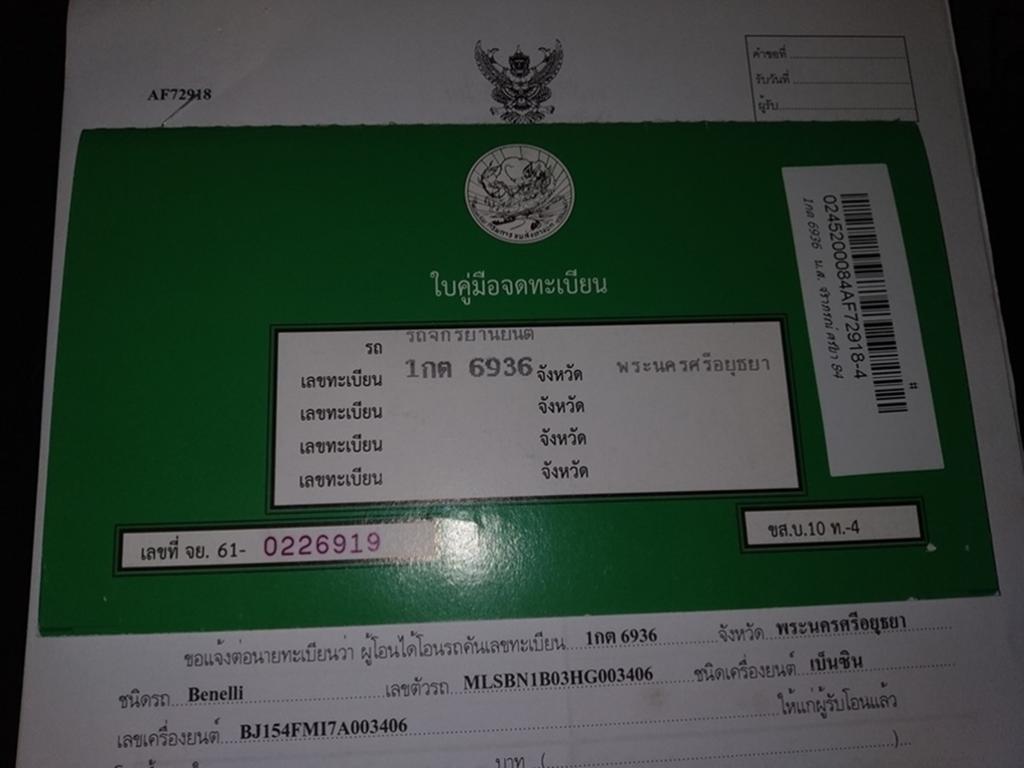 AF72918
คำขอที่
รับวันที่
ผู้รับ
ใบคู่มือจดทะเบียน
0245200084AF72918-4
1กต 6936 น.ส.
รถ รถจักรยานยนต์
เลขทะเบียน 1กต 6936 จังหวัด พระนครศรีอยุธยา
เลขทะเบียน จังหวัด
เลขทะเบียน จังหวัด
เลขทะเบียน จังหวัด
เลขที่ จย. 61- 0226919
ขส.บ.10 ท.-4
ขอแจ้งต่อนายทะเบียนว่า ผู้โอนได้โอนรถคันเลขทะเบียน 1กต 6936 จังหวัด พระนครศรีอยุธยา
ชนิดรถ Benelli เลขตัวรถ MLSBN1B03HG003406 ชนิดเครื่องยนต์ เบ็นซิน
เลขเครื่องยนต์ BJ154FMI7A003406 ให้แก่ผู้รับโอนแล้ว
บาท (